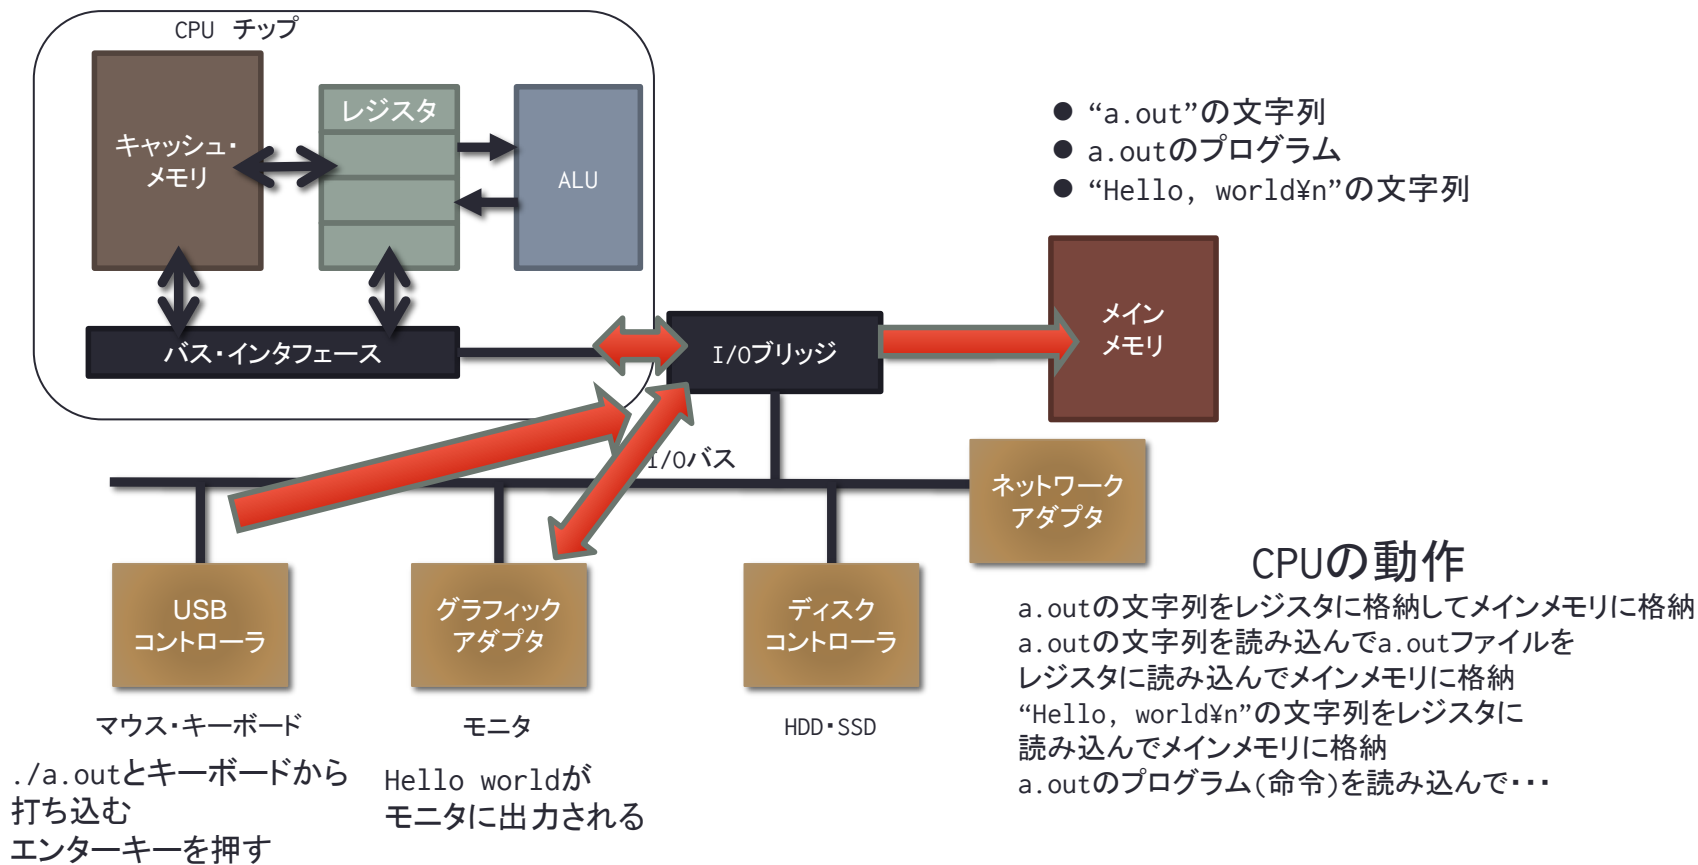 CPU チップ
キャッシュ・
メモリ
レジスタ
ALU
バス・インタフェース
I/Oブリッジ
● “a.out”の文字列
● a.outのプログラム
● “Hello, world¥n”の文字列
メイン
メモリ
I/Oバス
ネットワーク
アダプタ
USB
コントローラ
グラフィック
アダプタ
ディスク
コントローラ
マウス・キーボード
モニタ
HDD・SSD
./a.outとキーボードから
打ち込む
エンターキーを押す
Hello worldが
モニタに出力される
CPUの動作
a.outの文字列をレジスタに格納してメインメモリに格納
a.outの文字列を読み込んでa.outファイルを
レジスタに読み込んでメインメモリに格納
“Hello, world¥n”の文字列をレジスタに
読み込んでメインメモリに格納
a.outのプログラム(命令)を読み込んで・・・